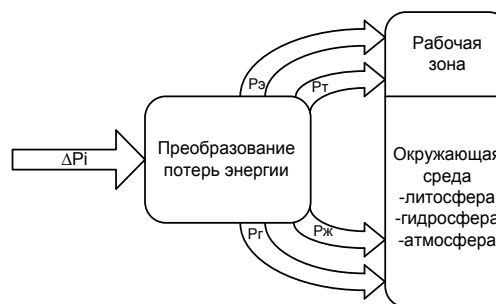 ΔPi
Преобразование
потерь энергии
Рэ
Рт
Рг
Рж
Рабочая
зона
Окружающая
среда
-литосфера
-гидросфера
-атмосфера